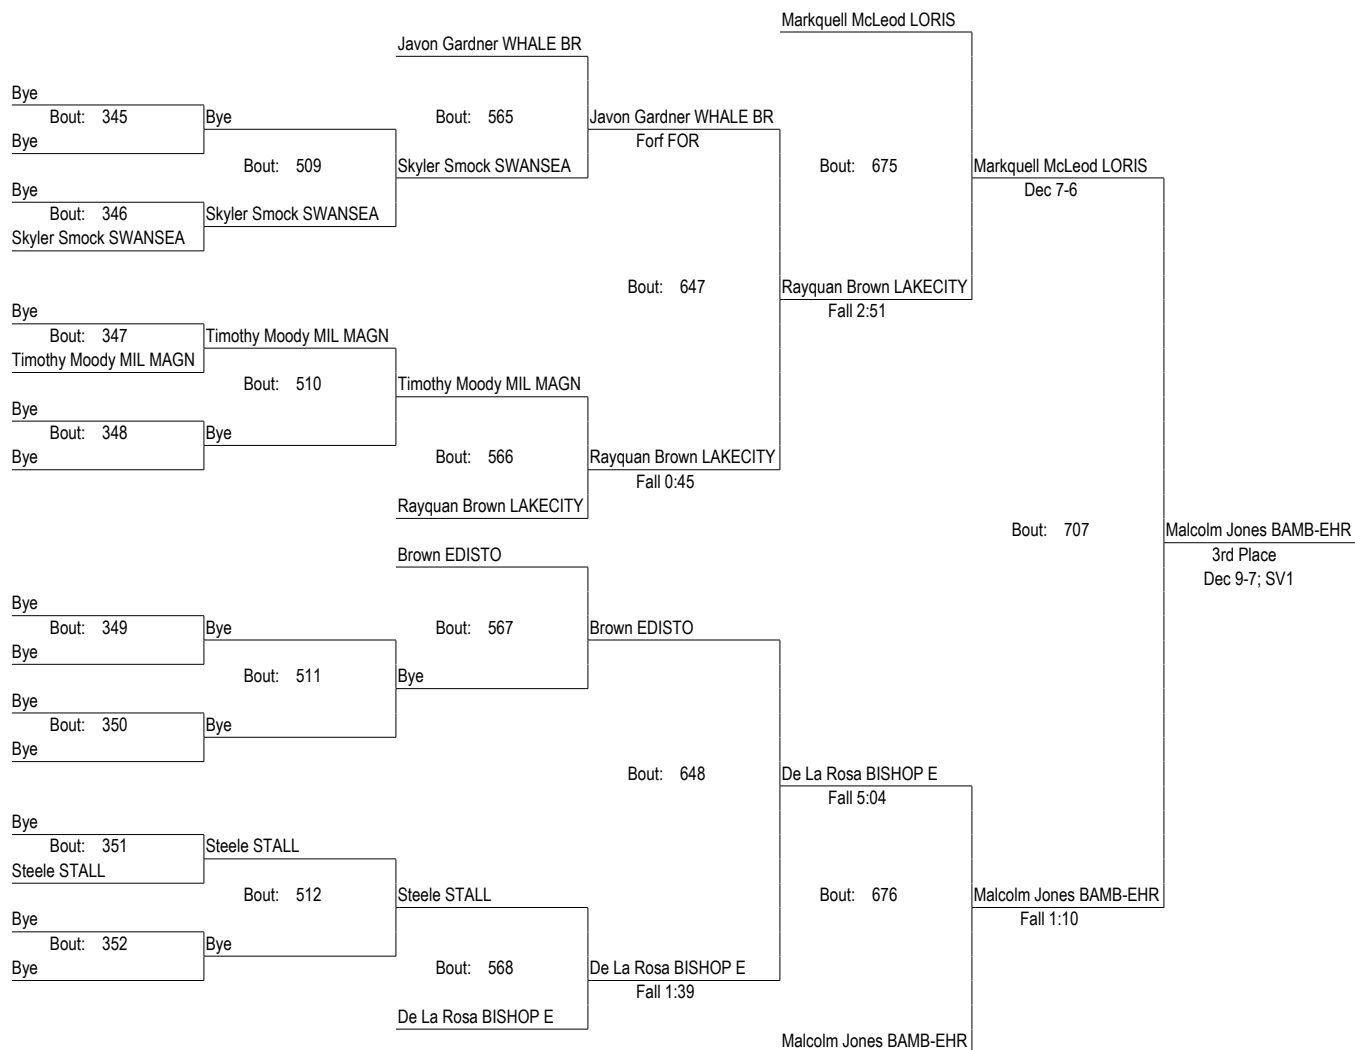 Markquell McLeod LORIS
Javon Gardner WHALE BR
Bye
Bout: 345
Bye
Bout: 565
Javon Gardner WHALE BR
Bye
Forf FOR
Bout: 509
Skyler Smock SWANSEA
Bout: 675
Markquell McLeod LORIS
Bye
Dec 7-6
Bout: 346
Skyler Smock SWANSEA
Skyler Smock SWANSEA
Bout: 647
Rayquan Brown LAKECITY
Bye
Fall 2:51
Bout: 347
Timothy Moody MIL MAGN
Timothy Moody MIL MAGN
Bout: 510
Timothy Moody MIL MAGN
Bye
Bout: 348
Bye
Bye
Bout: 566
Rayquan Brown LAKECITY
Fall 0:45
Rayquan Brown LAKECITY
Bout: 707
Malcolm Jones BAMB-EHR
Brown EDISTO
3rd Place
Dec 9-7; SV1
Bye
Bout: 349
Bye
Bout: 567
Brown EDISTO
Bye
Bout: 511
Bye
Bye
Bout: 350
Bye
Bye
Bout: 648
De La Rosa BISHOP E
Fall 5:04
Bye
Bout: 351
Steele STALL
Steele STALL
Bout: 512
Steele STALL
Bout: 676
Malcolm Jones BAMB-EHR
Bye
Fall 1:10
Bout: 352
Bye
Bye
Bout: 568
De La Rosa BISHOP E
Fall 1:39
De La Rosa BISHOP E
Malcolm Jones BAMB-EHR